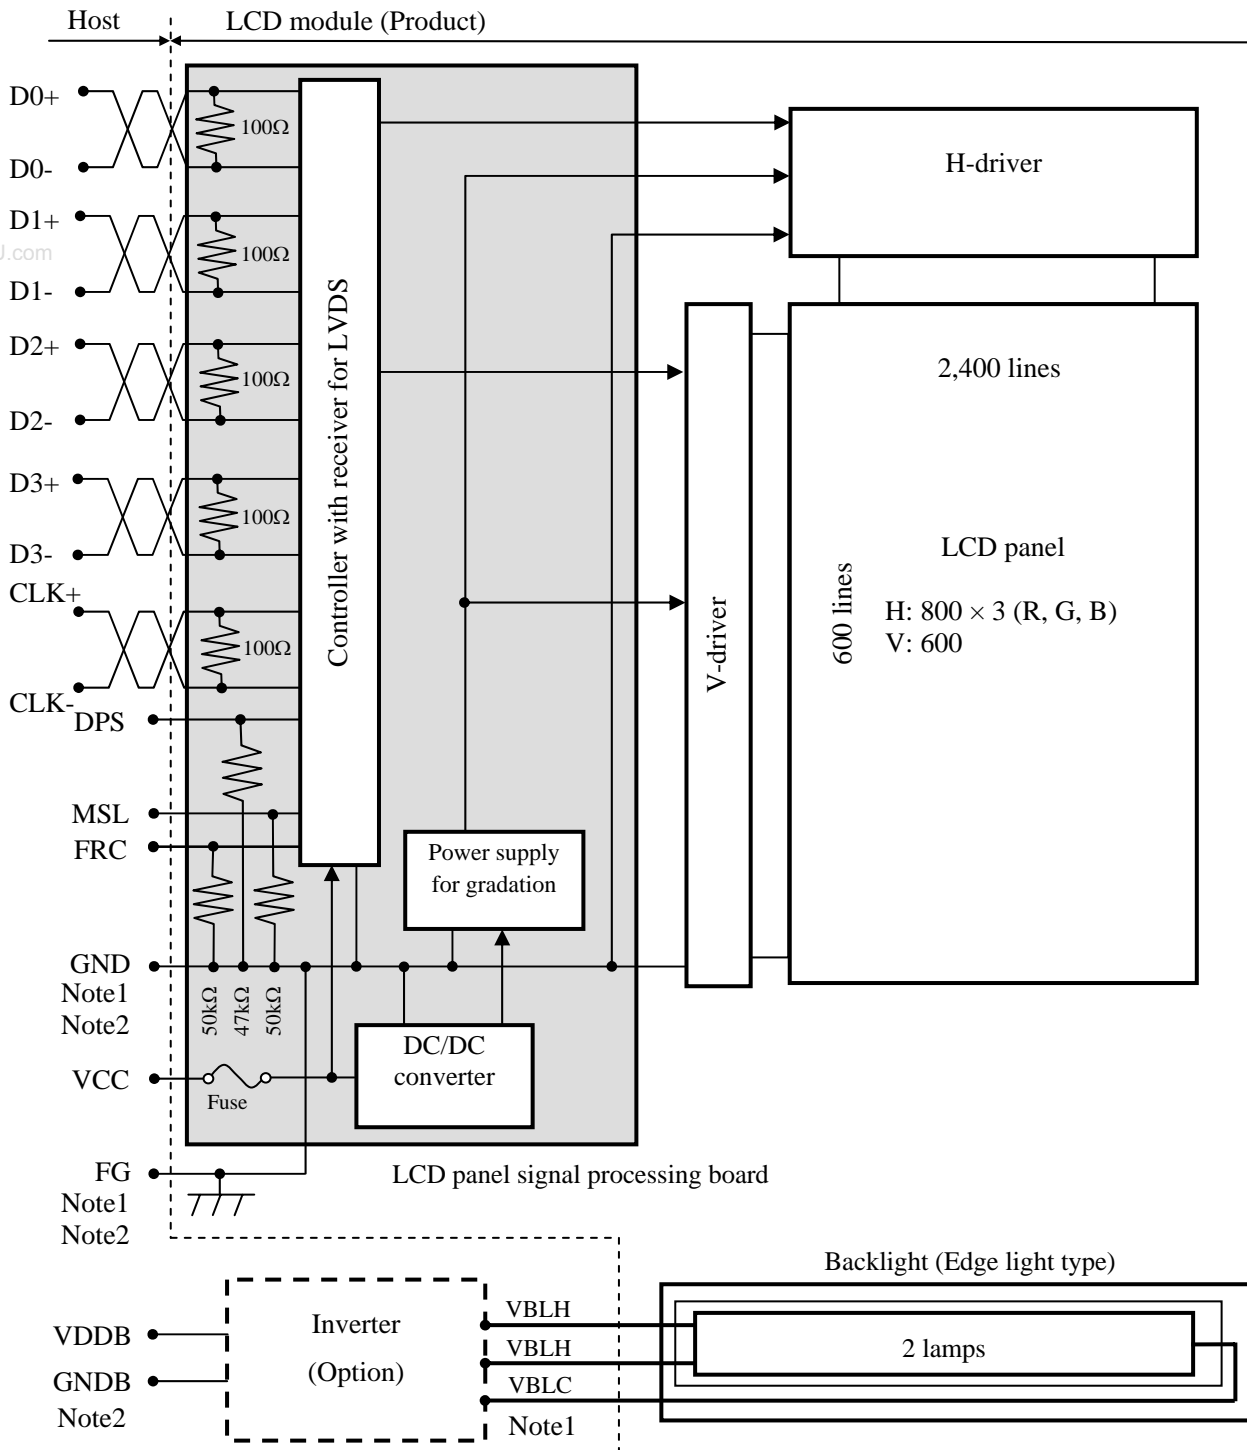 Host
LCD module (Product)
D0+
100Ω
D0-
H-driver
D1+
J.com
100Ω
D1-
D2+
100Ω
D2-
D3+
100Ω
D3-
CLK+
100Ω
CLK-
Controller with receiver for LVDS
2,400 lines
600 lines
LCD panel
H: 800 × 3 (R, G, B)
V: 600
V-driver
DPS
MSL
FRC
Power supply
for gradation
GND
Note1
Note2
50kΩ
47kΩ
50kΩ
DC/DC
converter
VCC
Fuse
FG
Note1
Note2
LCD panel signal processing board
Backlight (Edge light type)
Inverter
(Option)
VDDB
GNDB
Note2
VBLH
VBLH
VBLC
Note1
2 lamps